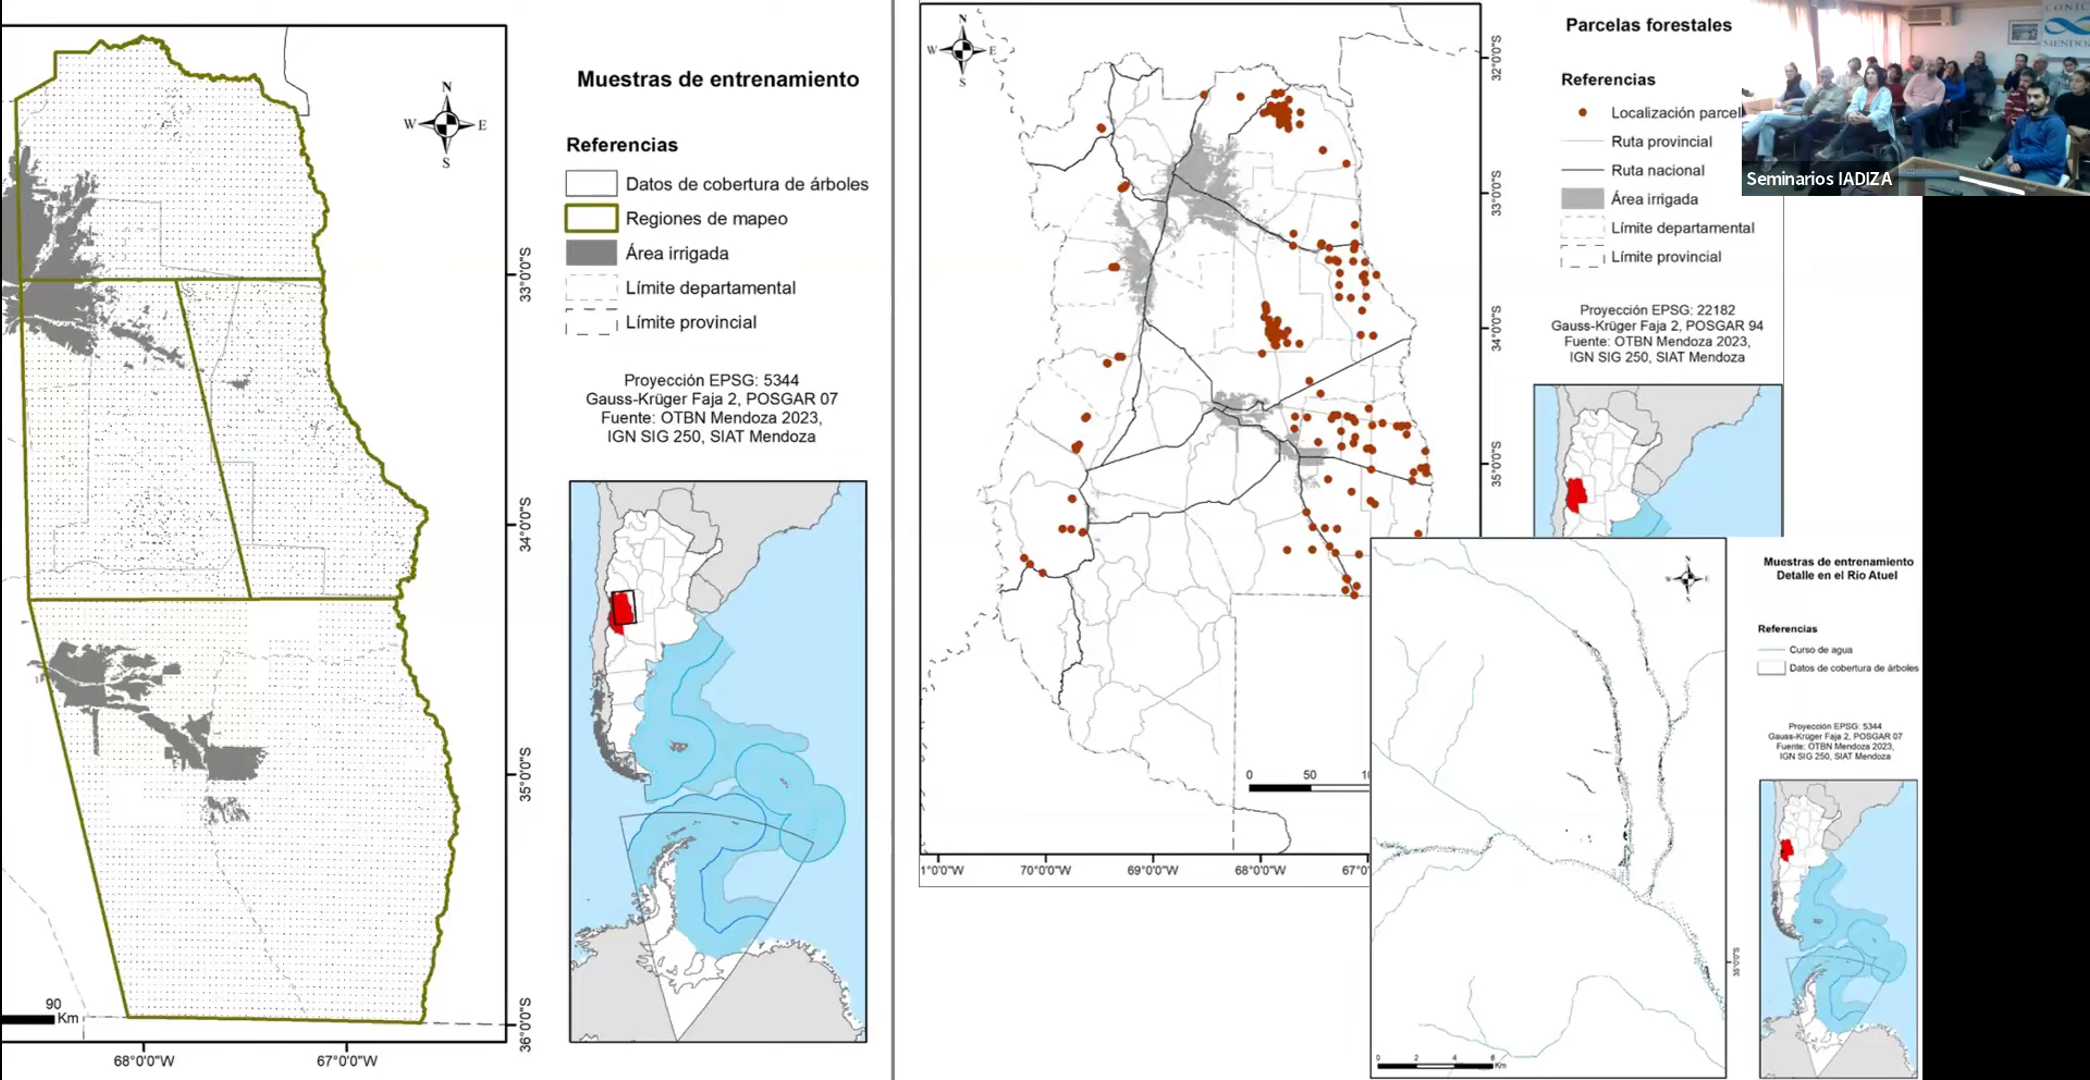 N
W
E
S
Muestras de entrenamiento
Referencias
Datos de cobertura de árboles
Regiones de mapeo
Área irrigada
Límite departamental
Límite provincial
Proyección EPSG: 5344
Gauss-Krüger Faja 2, POSGAR 07
Fuente: OTBN Mendoza 2023,
IGN SIG 250, SIAT Mendoza
33°0'0"S
34°0'0"S
35°0'0"S
36°0'0"S
90
Km
68°0'0"W
67°0'0"W
N
W
E
S
Parcelas forestales
Referencias
Localización parcel
Ruta provincial
Ruta nacional
Área irrigada
Límite departamental
Límite provincial
Proyección EPSG: 22182
Gauss-Krüger Faja 2, POSGAR 94
Fuente: OTBN Mendoza 2023,
IGN SIG 250, SIAT Mendoza
32°0'0"S
33°0'0"S
34°0'0"S
35°0'0"S
0
50
10
1°0'0"W
70°0'0"W
69°0'0"W
68°0'0"W
67°0'
CONIC
MENDO
Seminarios IADIZA
N
W
E
S
Muestras de entrenamiento
Detalle en el Río Atuel
Referencias
Curso de agua
Datos de cobertura de árboles
Proyección EPSG: 5344
Gauss-Krüger Faja 2, POSGAR 07
Fuente: OTBN Mendoza 2023,
IGN SIG 250, SIAT Mendoza
0
2
4
6
Km